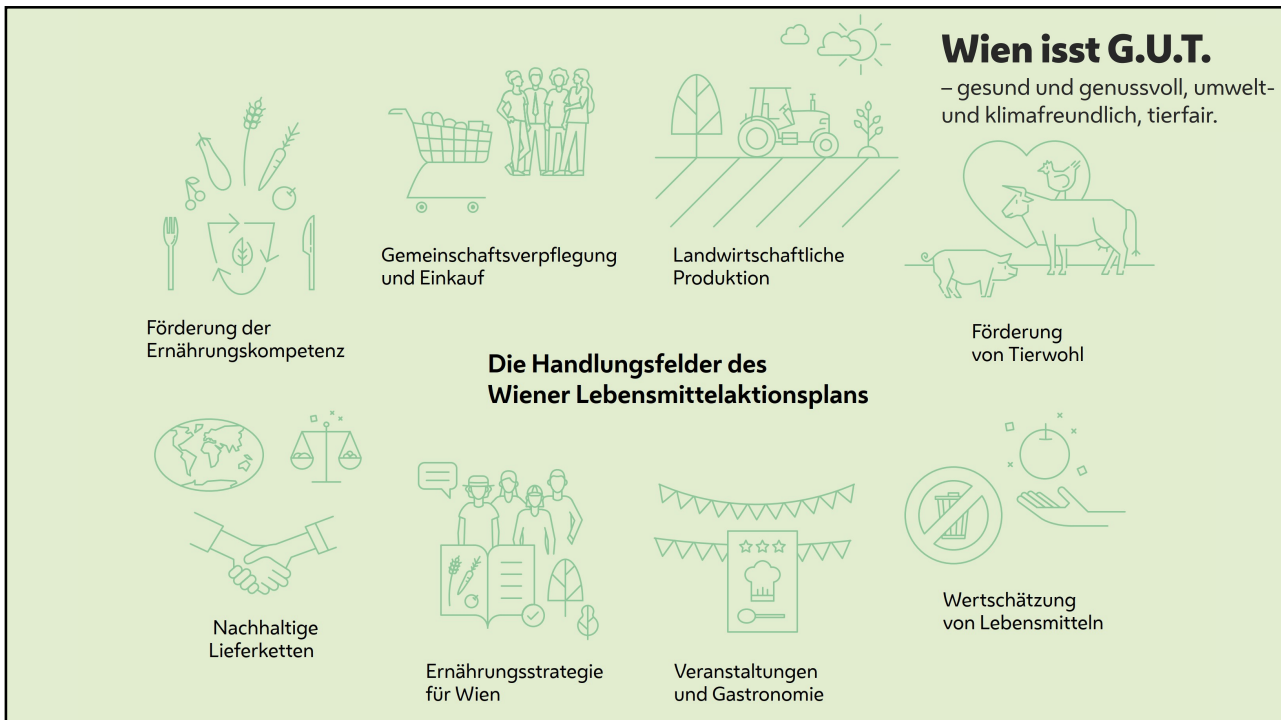 Wien isst G.U.T.
– gesund und genussvoll, umwelt-
und klimafreundlich, tierfair.
Gemeinschaftsverpflegung
und Einkauf
Landwirtschaftliche
Produktion
Förderung der
Ernährungskompetenz
Förderung
von Tierwohl
Die Handlungsfelder des
Wiener Lebensmittelaktionsplans
Nachhaltige
Lieferketten
Ernährungsstrategie
für Wien
Veranstaltungen
und Gastronomie
Wertschätzung
von Lebensmitteln